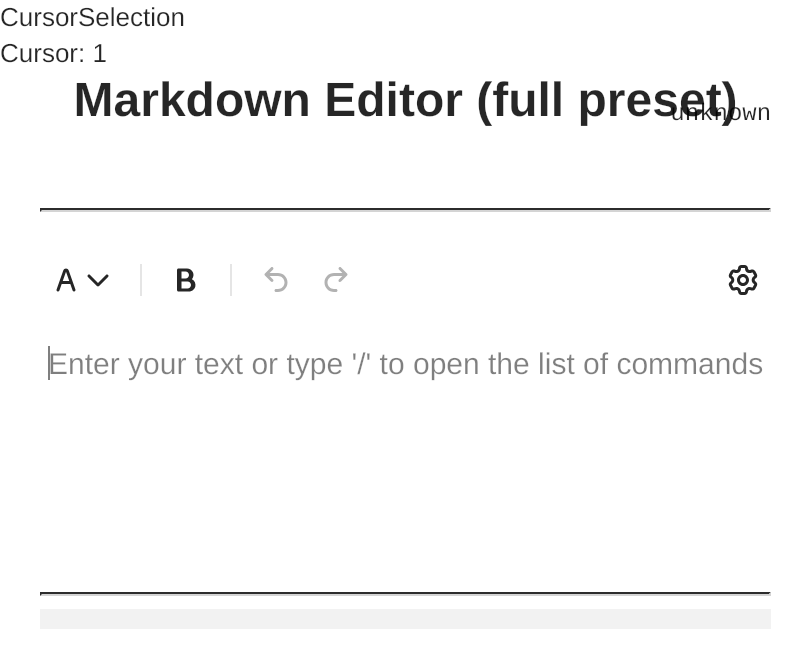 CursorSelection
Cursor: 1
Markdown Editor (full preset)
unknown
A
B
Enter your text or type '/' to open the list of commands